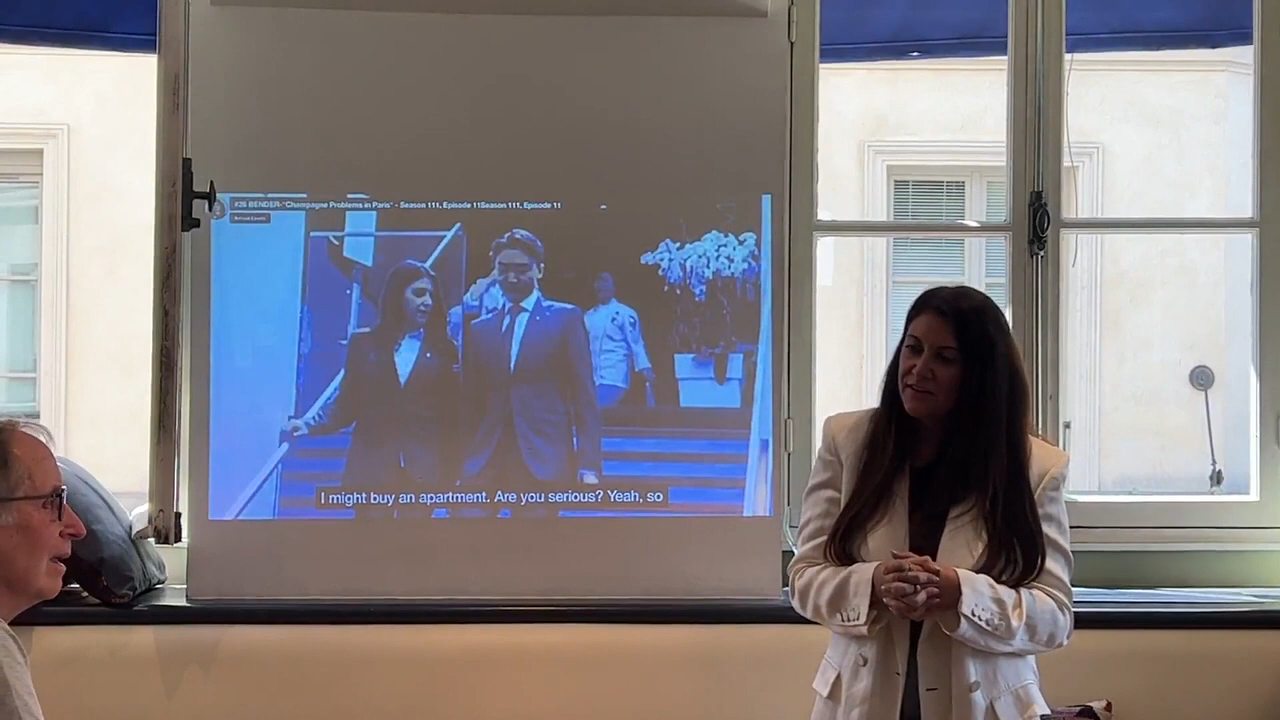 #26 BENDER-"Champagne Problems in Paris" - Season 111, Episode 11Season 111, Episode 11
I might buy an apartment. Are you serious? Yeah, so